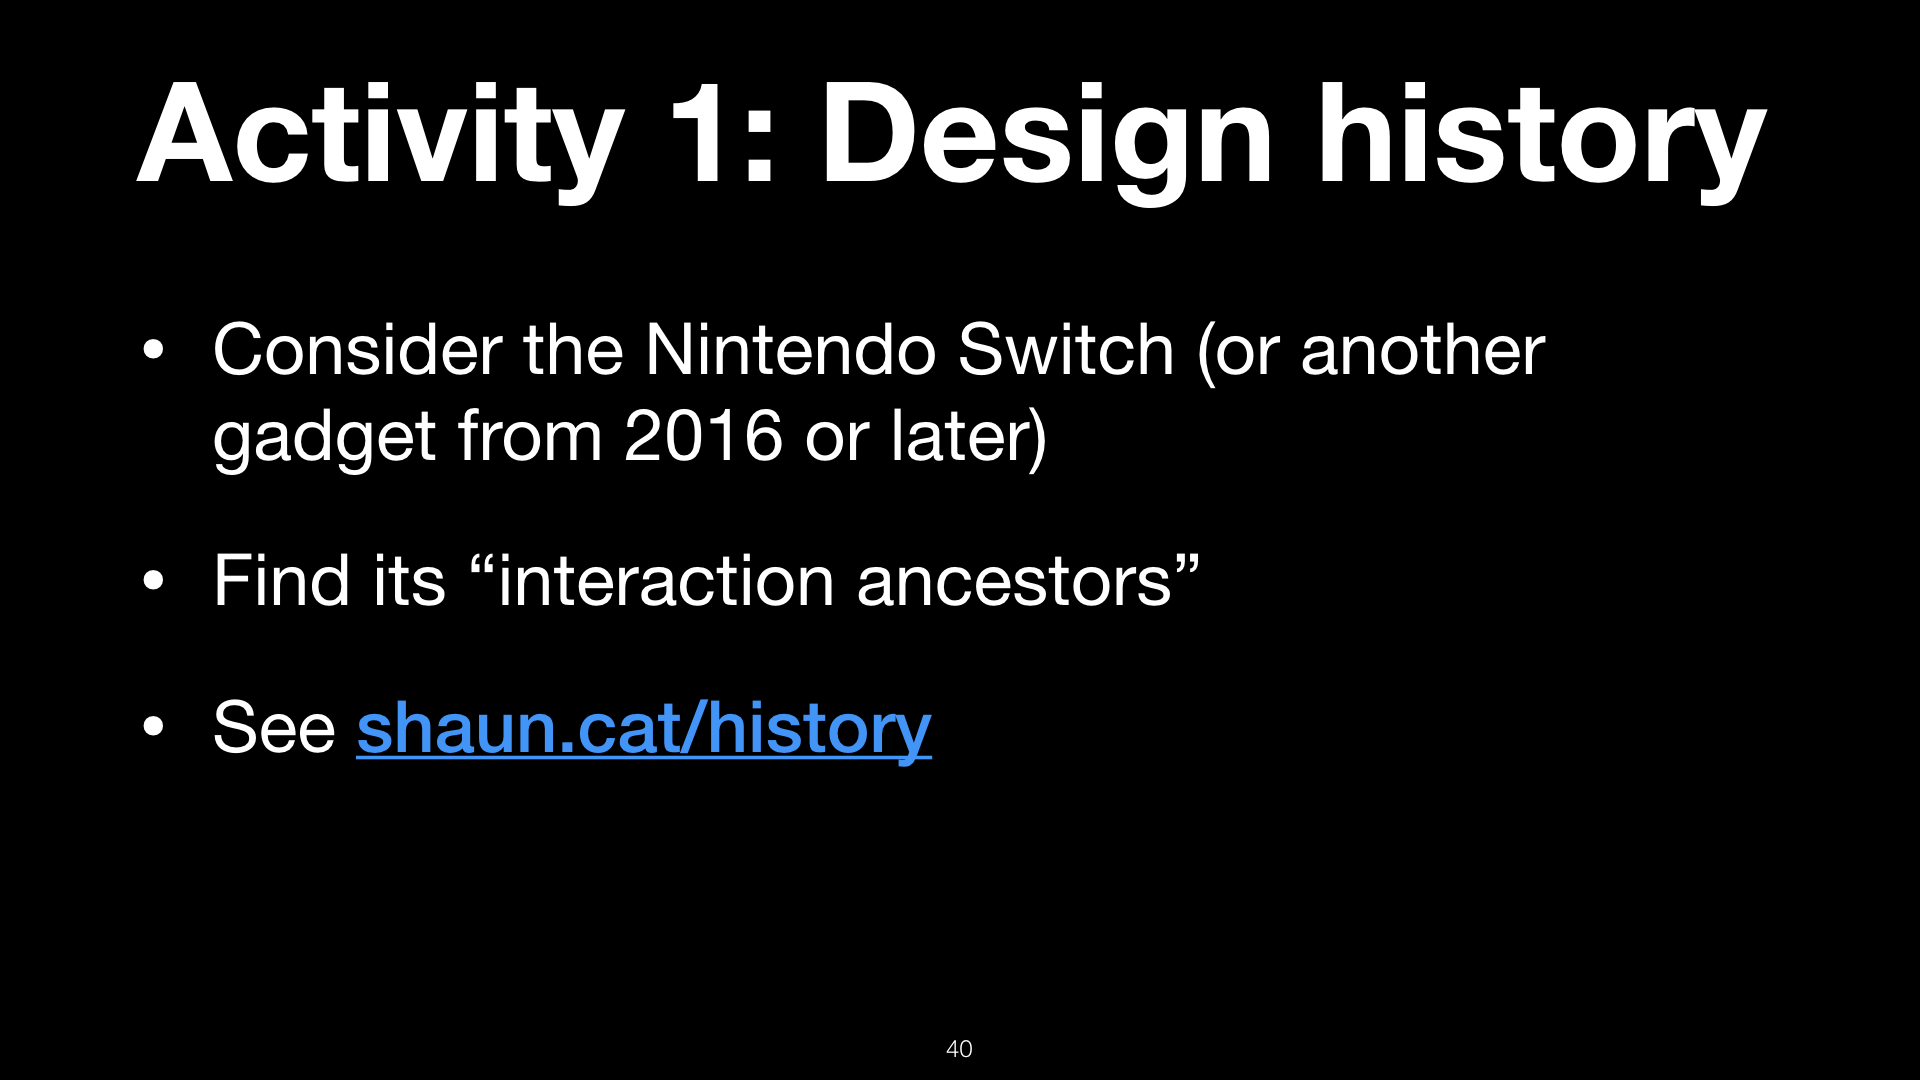 Activity 1: Design history
• Consider the Nintendo Switch (or another
gadget from 2016 or later)
• Find its “interaction ancestors”
• See shaun.cat/history
40